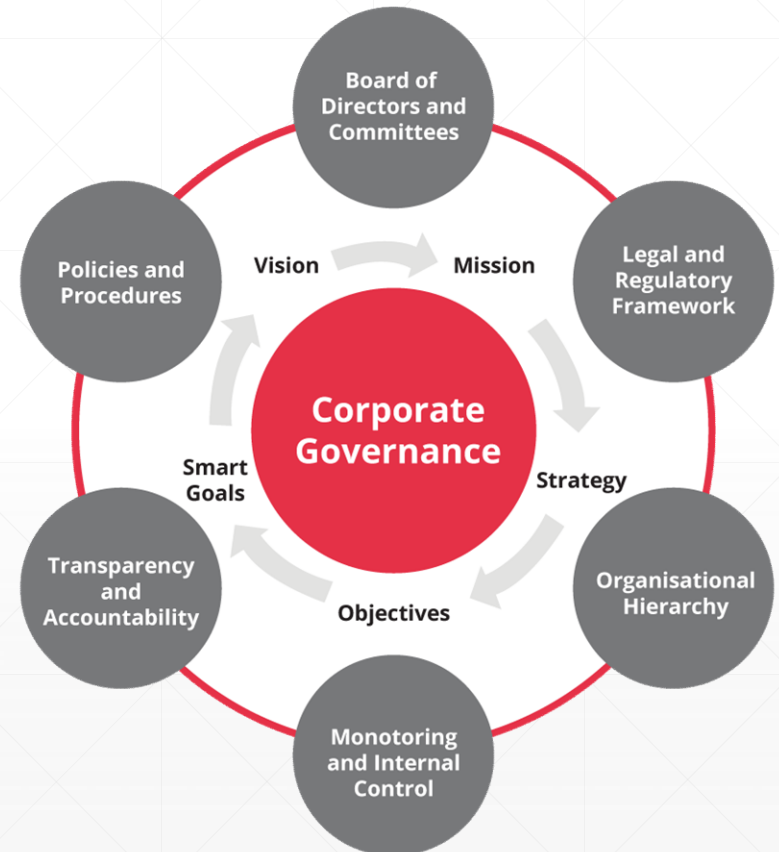 Board of
Directors and
Committees
Legal and
Regulatory
Framework
Organisational
Hierarchy
Monotoring
and Internal
Control
Transparency
and
Accountability
Policies and
Procedures
Vision
Mission
Strategy
Objectives
Smart
Goals
Corporate
Governance